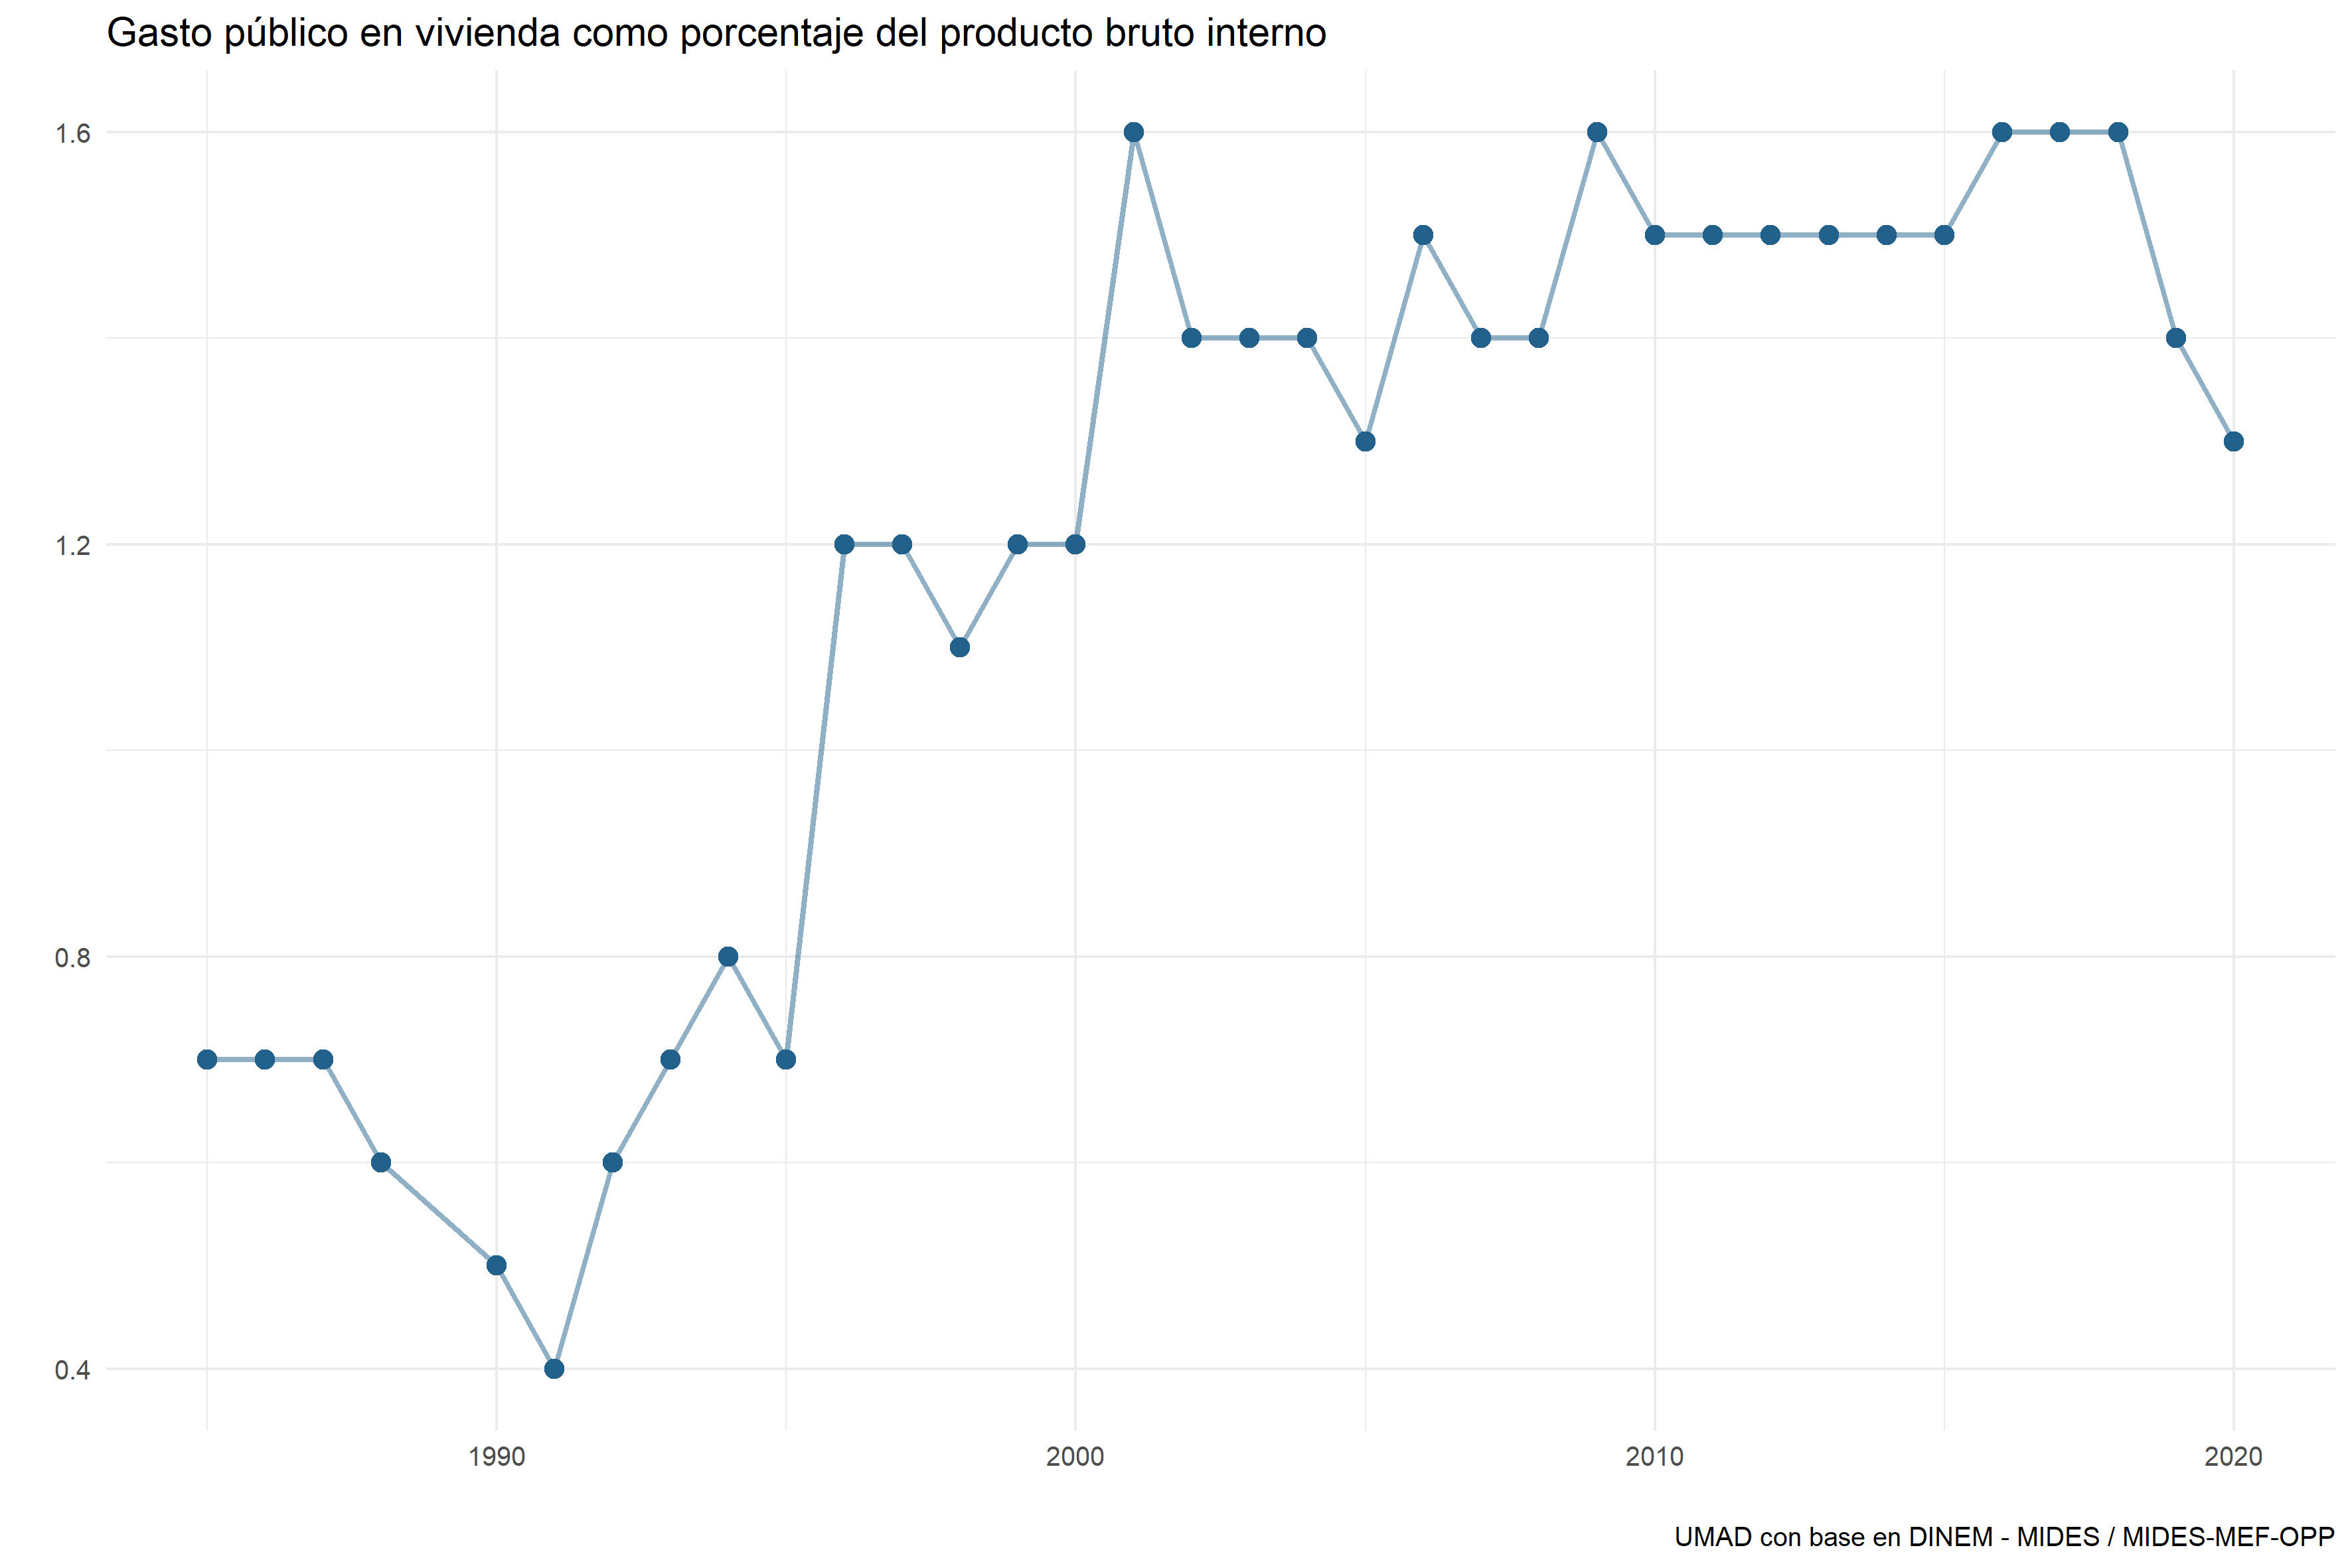 Gasto público en vivienda como porcentaje del producto bruto interno
1.6
1.2
0.8
0.4
1990 2000 2010 2020
UMAD con base en DINEM - MIDES / MIDES-MEF-OPP